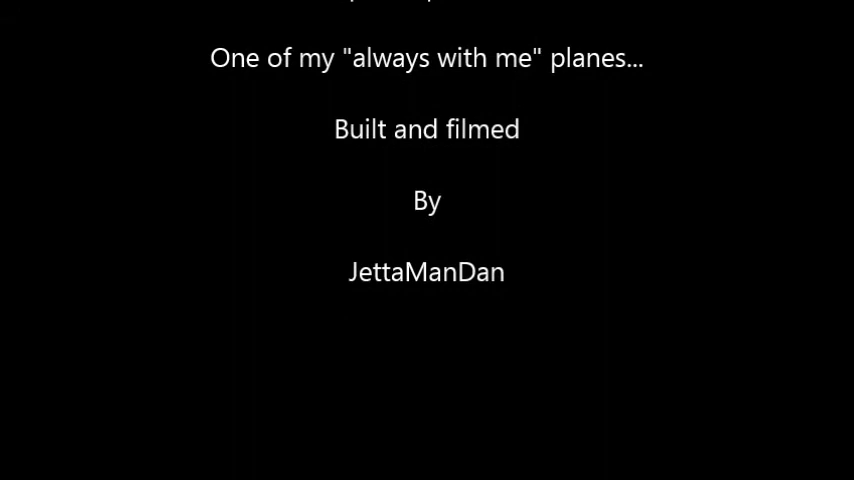 One of my "always with me" planes...
Built and filmed
By
JettaManDan